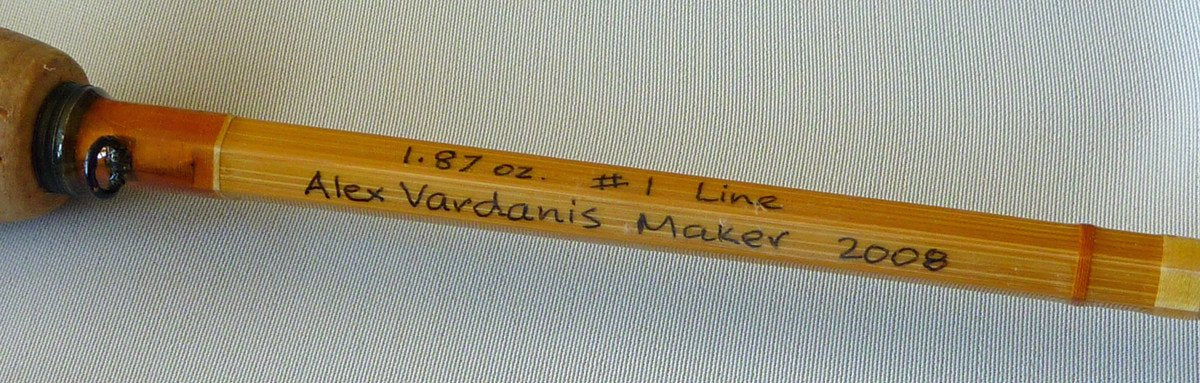 1.87 oz. # 1 Line
Alex Vardanis Maker 2008